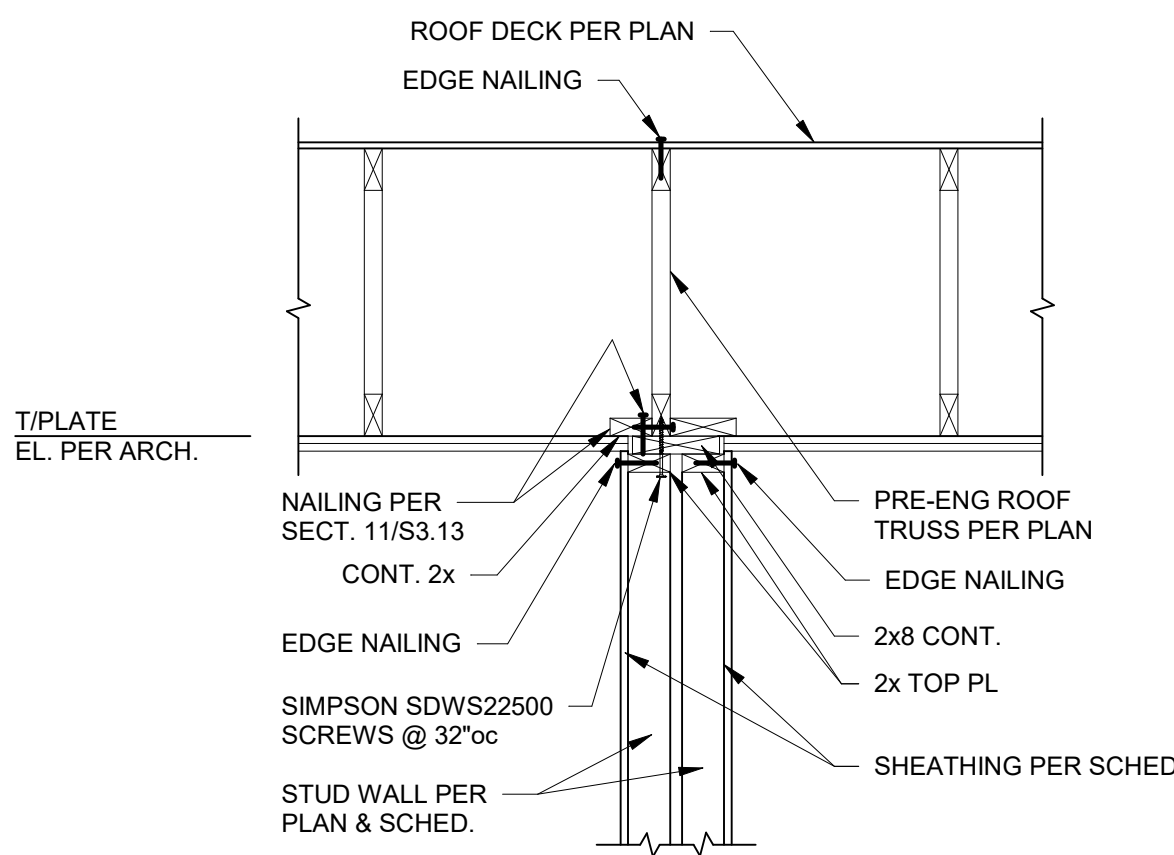 ROOF DECK PER PLAN
EDGE NAILING
T/PLATE
EL. PER ARCH.
NAILING PER
SECT. 11/S3.13
CONT. 2x
EDGE NAILING
SIMPSON SDWS22500
SCREWS @ 32"oc
STUD WALL PER
PLAN & SCHED.
PRE-ENG ROOF
TRUSS PER PLAN
EDGE NAILING
2x8 CONT.
2x TOP PL
SHEATHING PER SCHED